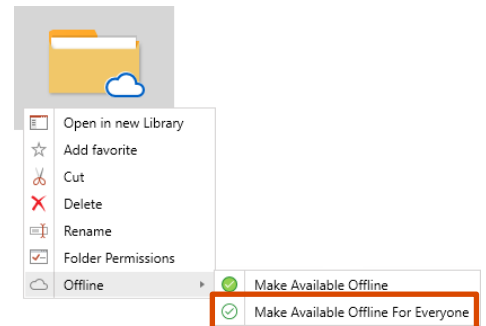 Open in new Library
Add favorite
Cut
Delete
Rename
Folder Permissions
Offline
Make Available Offline
Make Available Offline For Everyone